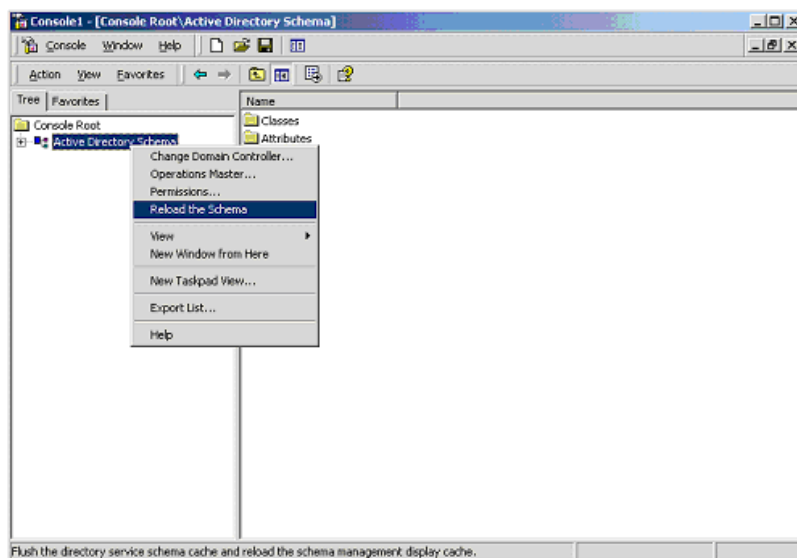 Console1 - [Console Root\Active Directory Schema]
Console Window Help
Action View Favorites
Tree Favorites
Name
Console Root
Active Directory Schema
Classes
Attributes
Change Domain Controller...
Operations Master...
Permissions...
Reload the Schema
View
New Window from Here
New Taskpad View...
Export List...
Help
Flush the directory service schema cache and reload the schema management display cache.